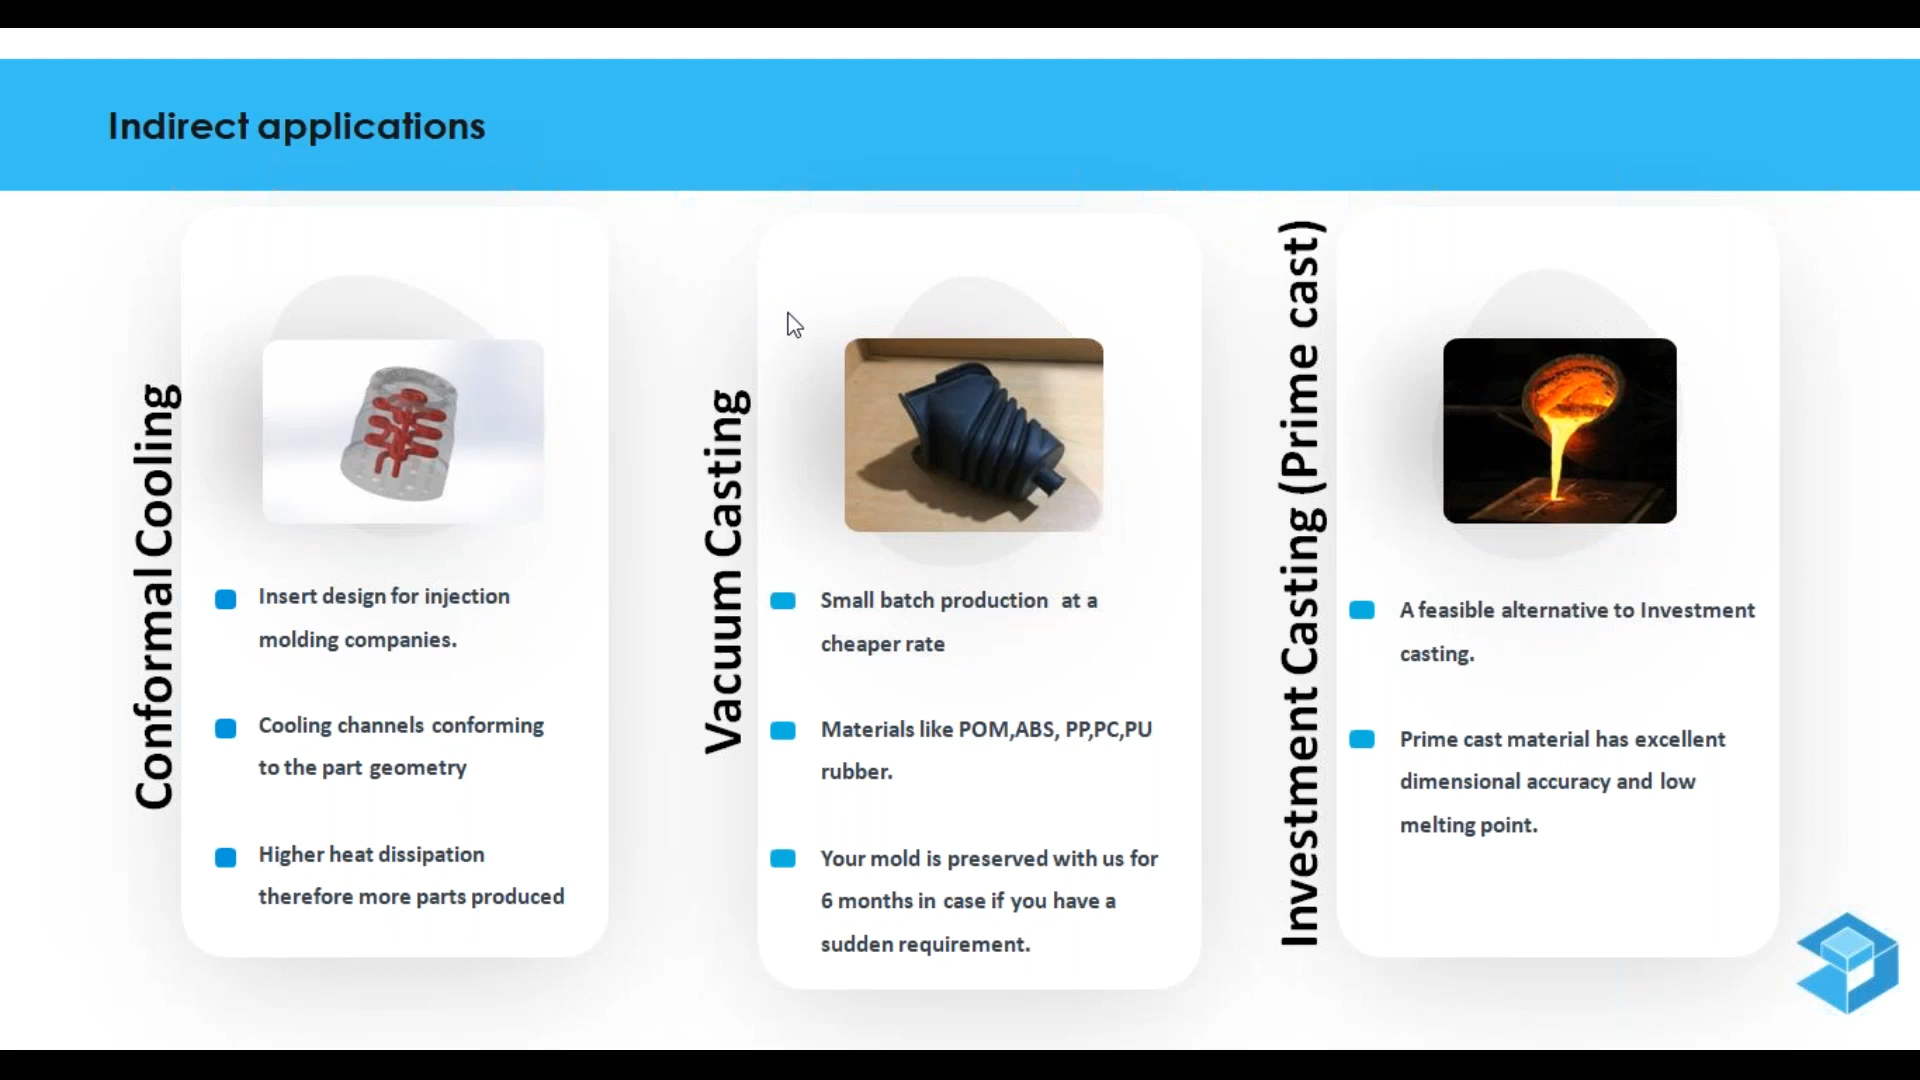 Indirect applications
Conformal Cooling
Insert design for injection
molding companies.
Cooling channels conforming
to the part geometry
Higher heat dissipation
therefore more parts produced
Vacuum Casting
Small batch production at a
cheaper rate
Materials like POM,ABS, PP,PC,PU
rubber.
Your mold is preserved with us for
6 months in case if you have a
sudden requirement.
Investment Casting (Prime cast)
A feasible alternative to Investment
casting.
Prime cast material has excellent
dimensional accuracy and low
melting point.